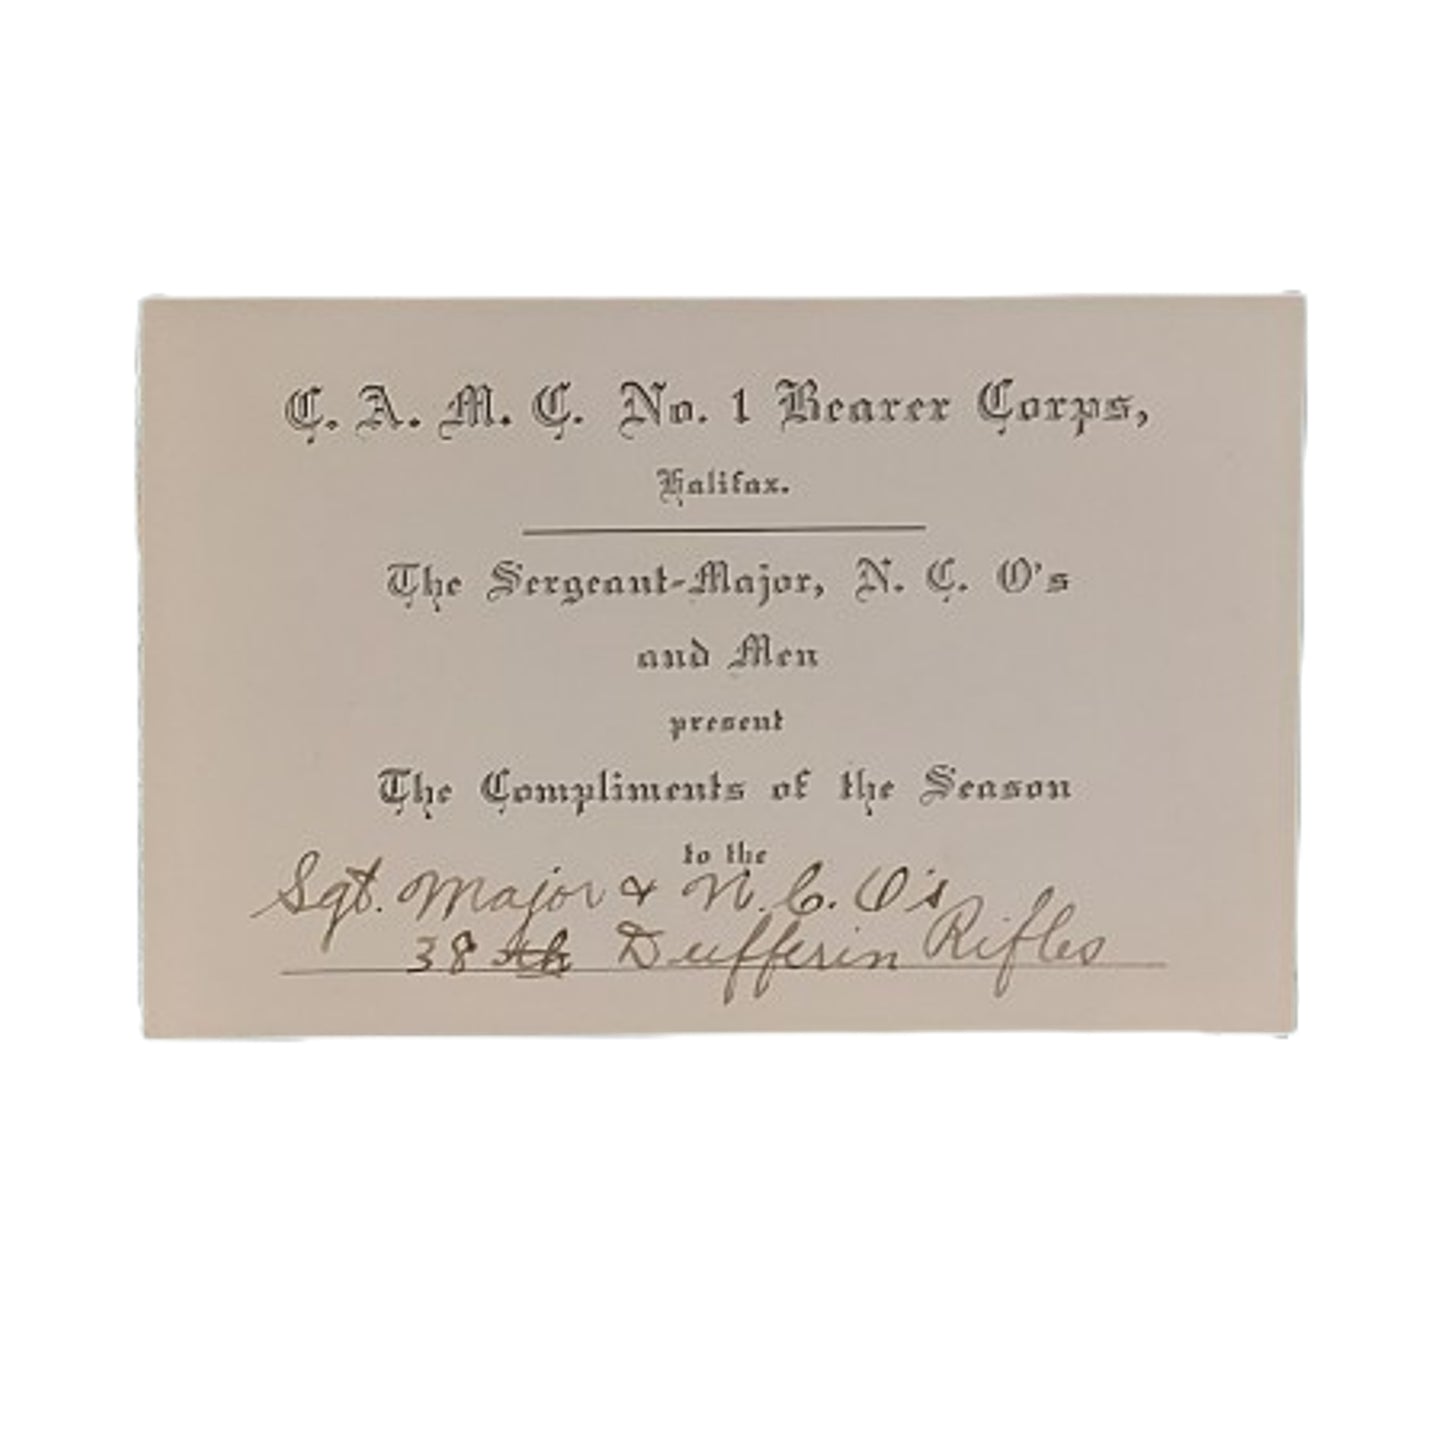 C. A. M. C. No. 1 Bearer Corps,
Halifax.
The Sergeant-Major, N. C. O's
and Men
present
The Compliments of the Season
to the
Sgt. Major & N. C. O's
38th Dufferin Rifles